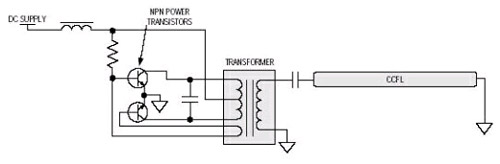 NPN POWER
TRANSISTORS
DC SUPPLY
TRANSFORMER
CCFL